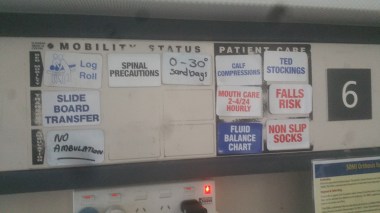 MOBILITY STATUS
PATIENT CARE
Log
Roll
SPINAL
PRECAUTIONS
0-30°
Sandbags
CALF
COMPRESSIONS
TED
STOCKINGS
SLIDE
BOARD
TRANSFER
MOUTH CARE
2-4/24
HOURLY
FALLS
RISK
6
NO
AMBULATION
FLUID
BALANCE
CHART
NON SLIP
SOCKS